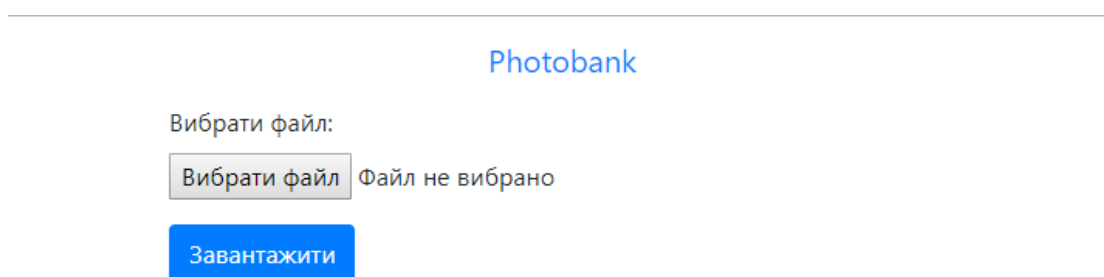 Photobank
Вибрати файл:
Вибрати файл Файл не вибрано
Завантажити